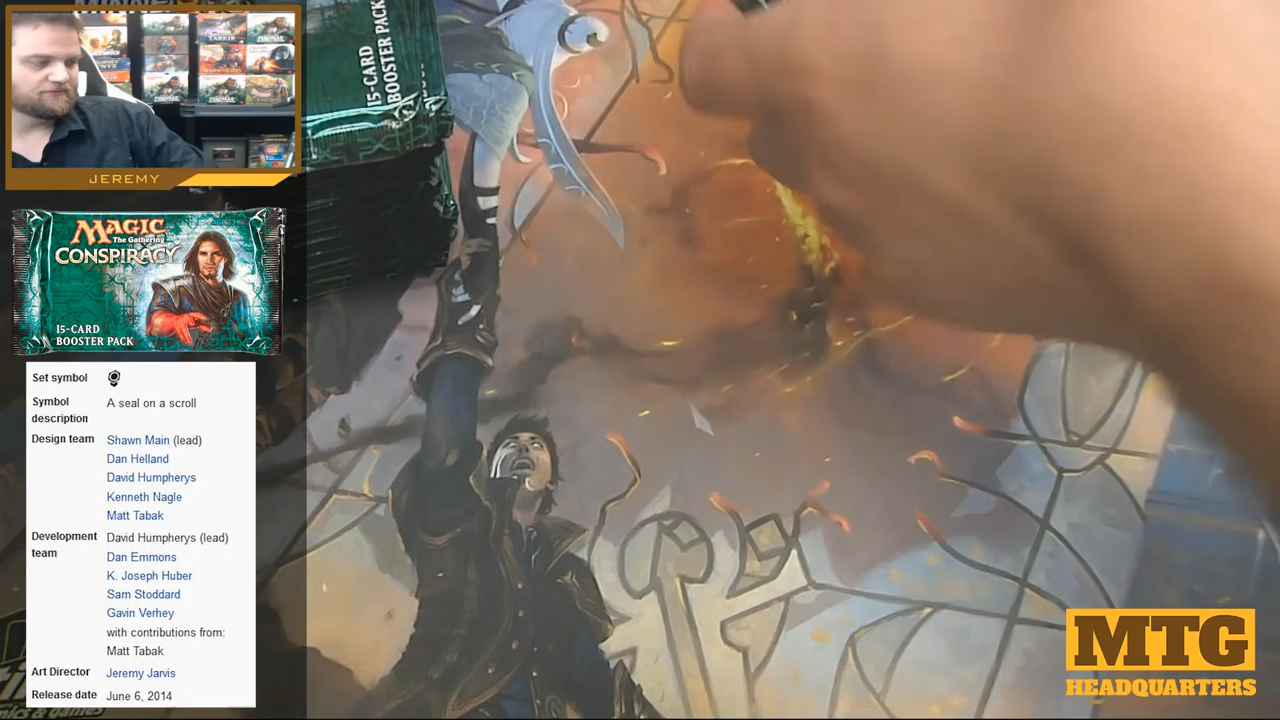 JEREMY
MAGIC
The Gathering
CONSPIRACY
15-CARD
BOOSTER PACK
Set symbol
Symbol description
A seal on a scroll
Design team
Shawn Main (lead)
Dan Helland
David Humpherys
Kenneth Nagle
Matt Tabak
Development team
David Humpherys (lead)
Dan Emmons
K. Joseph Huber
Sam Stoddard
Gavin Verhey
with contributions from:
Matt Tabak
Art Director
Jeremy Jarvis
Release date
June 6, 2014
15-CARD
BOOSTER PACK
MTG
HEADQUARTERS